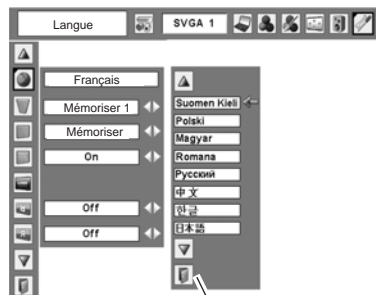 Langue
SVGA 1
Français
Mémoriser 1
Mémoriser
On
Off
Off
Suomen Kieli
Polski
Magyar
Romana
Русский
中文
한글
日本語